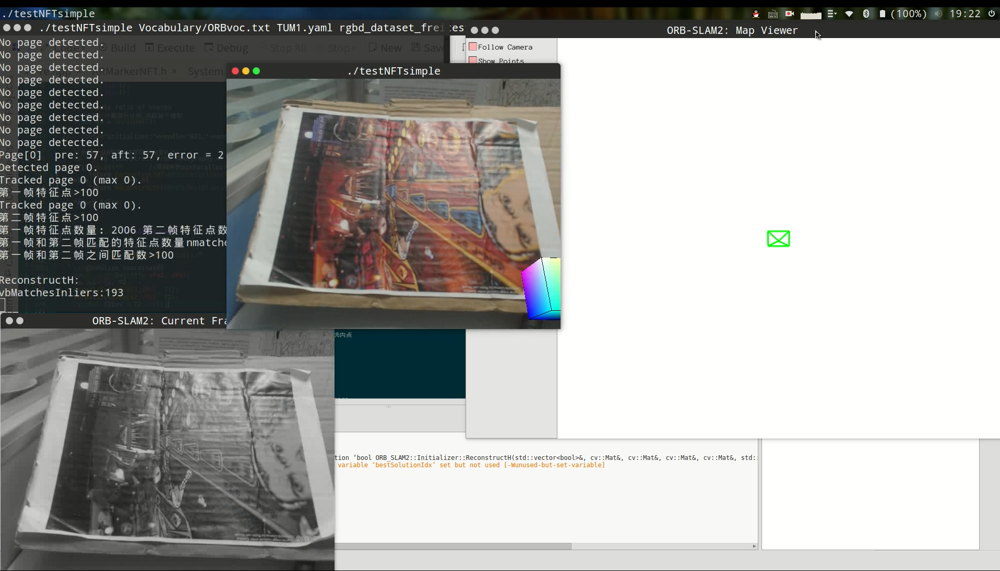 ./testNFTsimple
(100%) 19:22
./testNFTsimple Vocabulary/ORBvoc.txt TUM1.yaml rgbd_dataset_frei
ORB-SLAM2: Map Viewer
No page detected.
No page detected.
No page detected.
No page detected.
No page detected.
No page detected.
No page detected.
No page detected.
No page detected.
Page[0] pre: 57, aft: 57, error = 2
Detected page 0.
Tracked page 0 (max 0).
第一帧特征点>100
Tracked page 0 (max 0).
第二帧特征点>100
第一帧特征点数量: 2006 第二帧特征点数
第一帧和第二帧匹配的特征点数量nmatche
第一帧和第二帧之间匹配数>100
ReconstructH:
vbMatchesInliers:193
Build Execute Debug Stop All Stop New Save
ARMarkerNFT.h System
Follow Camera
Show Points
./testNFTsimple
ORB-SLAM2: Current Fra
选内点
tion ‘bool ORB_SLAM2::Initializer::ReconstructH(std::vector<bool>&, cv::Mat&, cv::Mat&, cv::Mat&, cv::Mat&, std::
variable ‘bestSolutionIdx’ set but not used [-Wunused-but-set-variable]